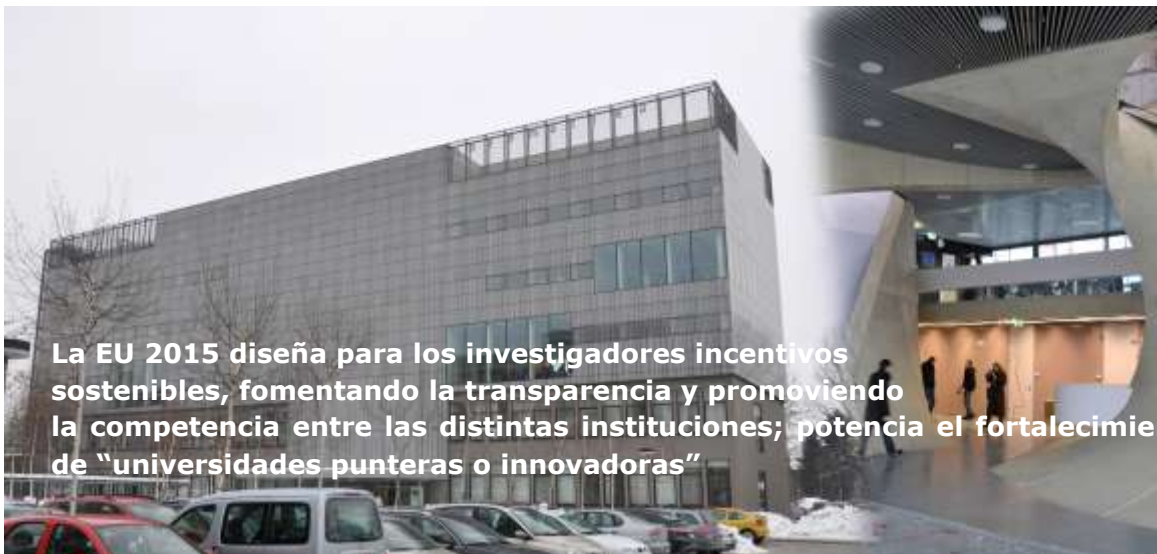 La EU 2015 diseña para los investigadores incentivos
sostenibles, fomentando la transparencia y promoviendo
la competencia entre las distintas instituciones; potencia el fortalecimie
de “universidades punteras o innovadoras”